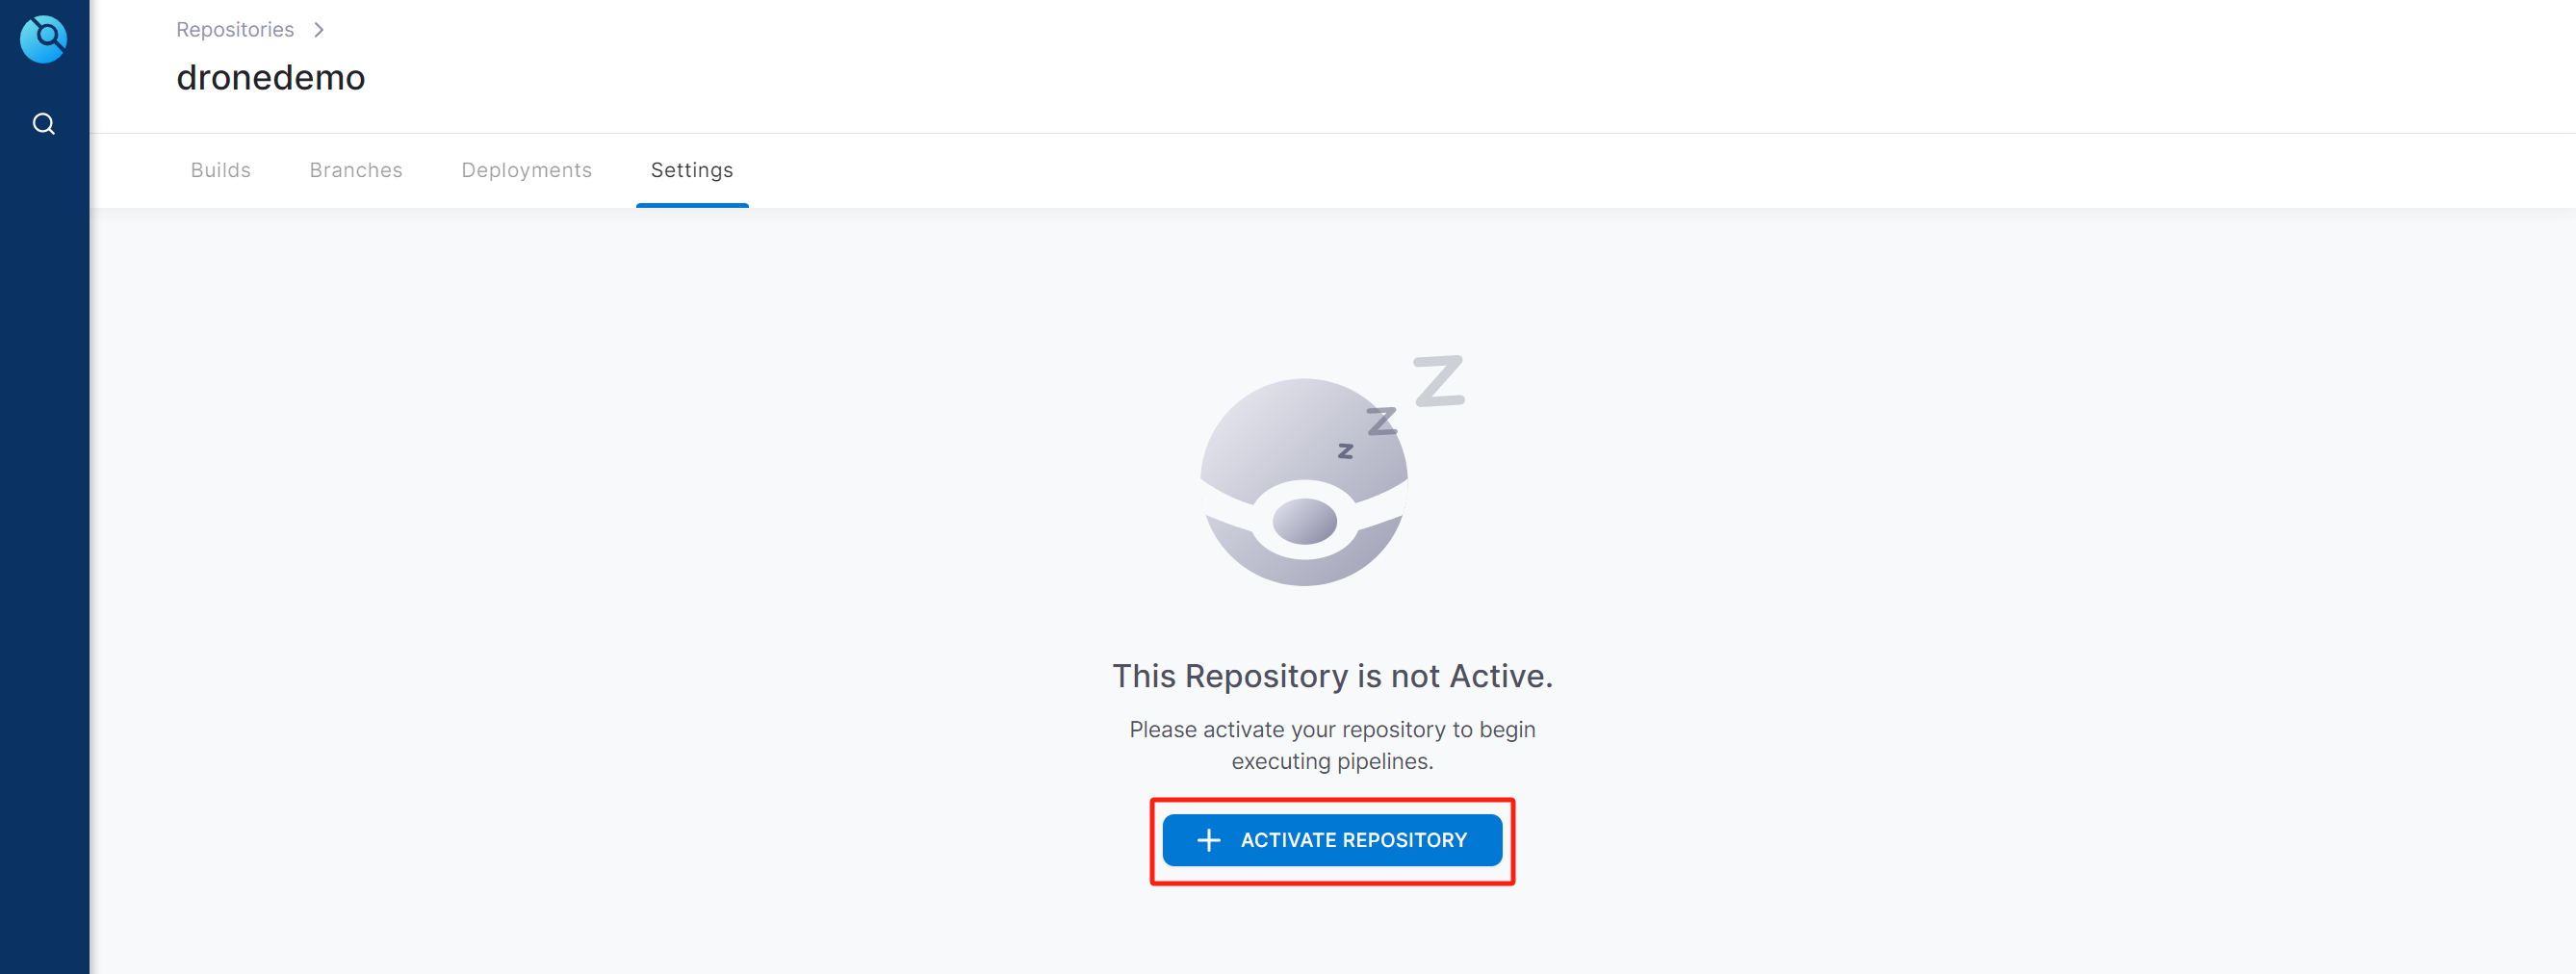 Repositories
dronedemo
Builds Branches Deployments Settings
z z z
This Repository is not Active.
Please activate your repository to begin
executing pipelines.
ACTIVATE REPOSITORY